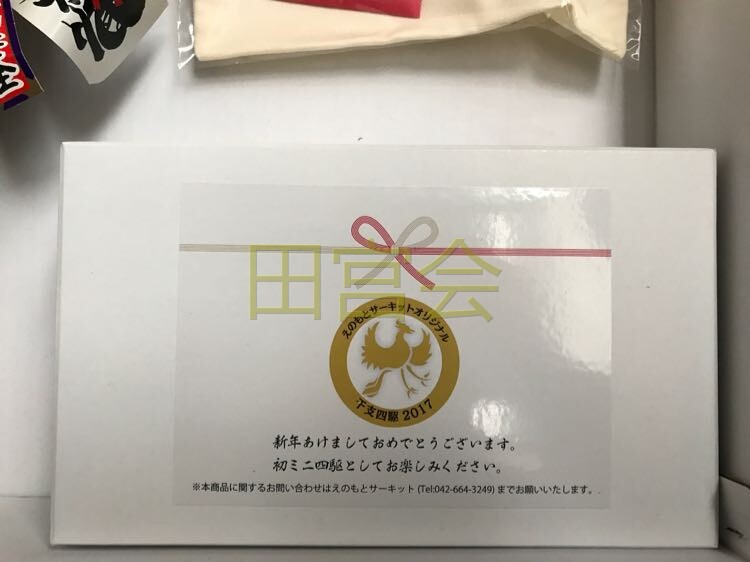 田宮会
えのもとサーキットオリジナル
干支四駆 2017
新年あけましておめでとうございます。
初ミニ四駆としてお楽しみください。
※本商品に関するお問い合わせはえのもとサーキット (Tel:042-664-3249) までお願いいたします。